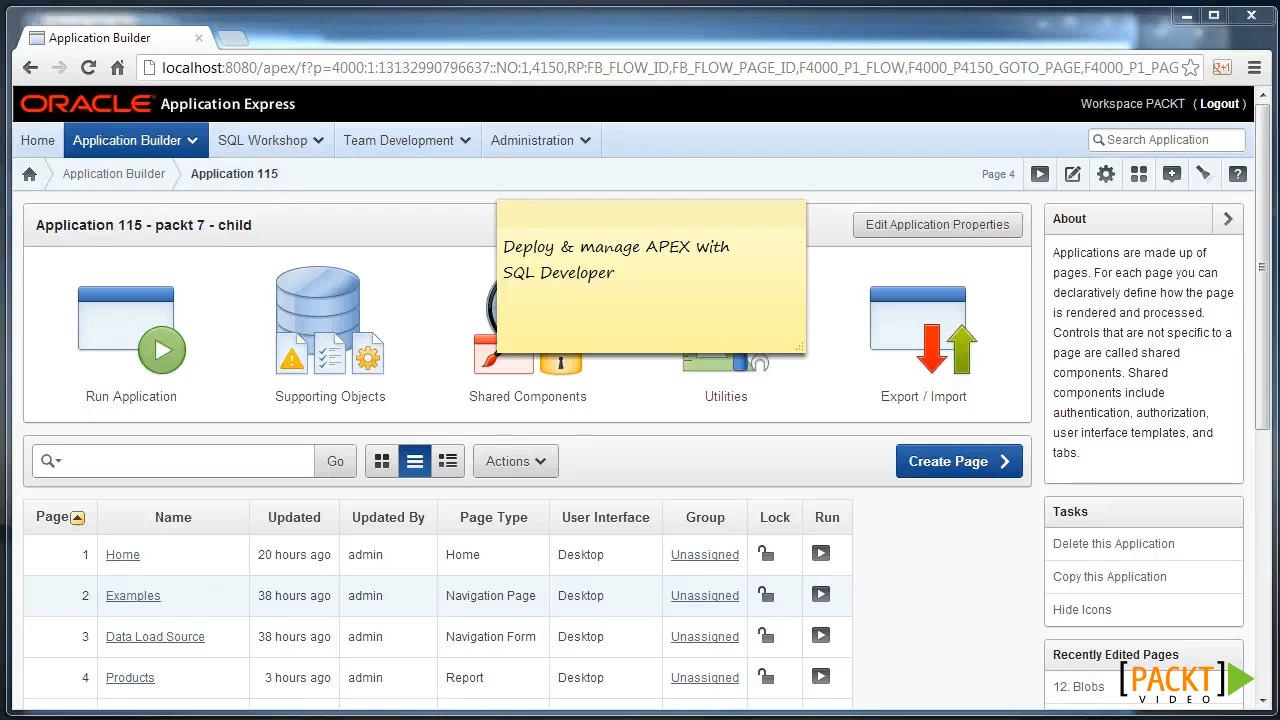 Application Builder
localhost:8080/apex/f?p=4000:1:13132990796637::NO:1,4150,RP:FB_FLOW_ID,FB_FLOW_PAGE_ID,F4000_P1_FLOW,F4000_P4150_GOTO_PAGE,F4000_P1_PAG
ORACLE Application Express
Workspace PACKT ( Logout )
Home Application Builder SQL Workshop Team Development Administration
Search Application
Application Builder Application 115
Page 4
Application 115 - packt 7 - child
Edit Application Properties
Deploy & manage APEX with
SQL Developer
Run Application Supporting Objects Shared Components Utilities Export / Import
Go Actions Create Page
Page Name Updated Updated By Page Type User Interface Group Lock Run
1 Home 20 hours ago admin Home Desktop Unassigned
2 Examples 38 hours ago admin Navigation Page Desktop Unassigned
3 Data Load Source 38 hours ago admin Navigation Form Desktop Unassigned
4 Products 3 hours ago admin Report Desktop Unassigned
About
Applications are made up of
pages. For each page you can
declaratively define how the page
is rendered and processed.
Controls that are not specific to a
page are called shared
components. Shared
components include
authentication, authorization,
user interface templates, and
tabs.
Tasks
Delete this Application
Copy this Application
Hide Icons
Recently Edited Pages
12. Blobs
[PACKT]
VIDEO